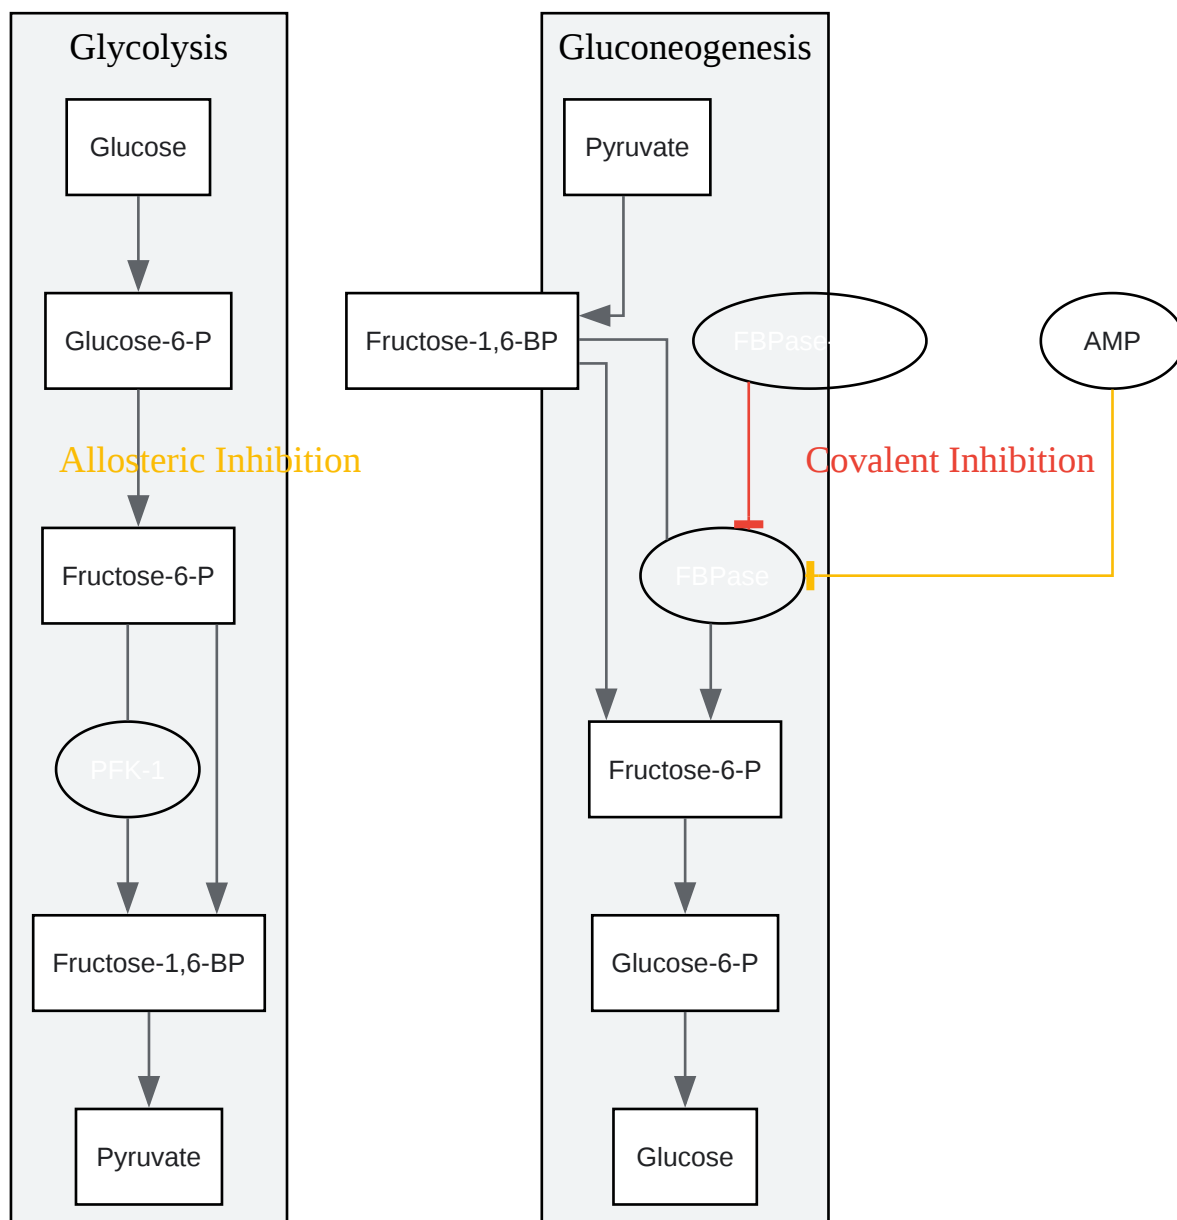 Glycolysis
Glucose
Glucose-6-P
Allosteric Inhibition
Fructose-6-P
PFK-1
Fructose-1,6-BP
Pyruvate
Gluconeogenesis
Pyruvate
Fructose-1,6-BP
FBPase-
AMP
Covalent Inhibition
FBPase
Fructose-6-P
Glucose-6-P
Glucose